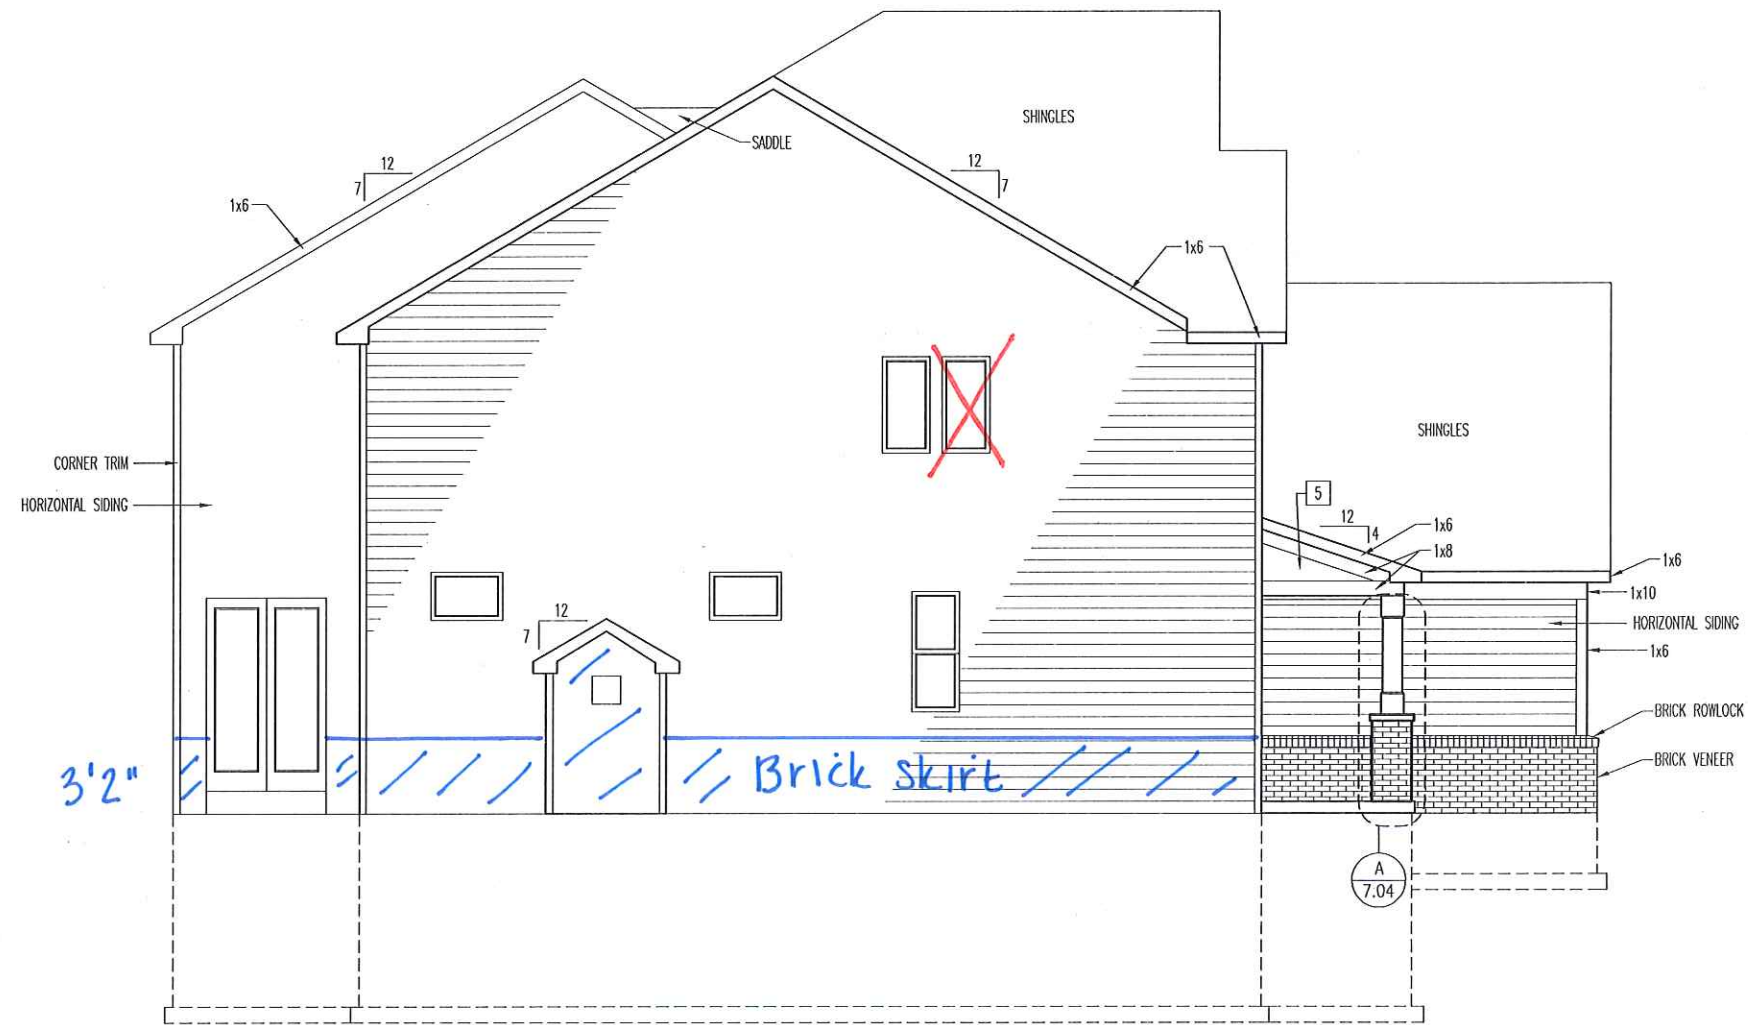 SHINGLES
SADDLE
12
7
12
7
1x6
1x6
CORNER TRIM
HORIZONTAL SIDING
SHINGLES
5
12
4
1x6
1x8
1x6
1x10
HORIZONTAL SIDING
1x6
12
7
BRICK ROWLOCK
BRICK VENEER
3'2"
Brick skirt
A
7.04